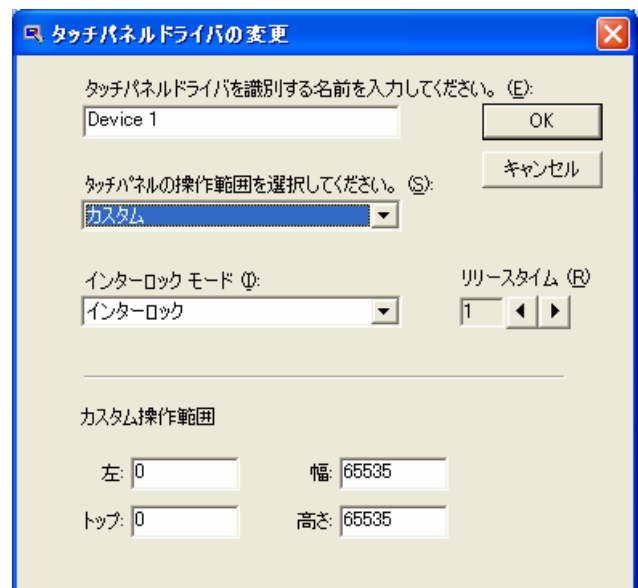 タッチパネルドライバの変更
タッチパネルドライバを識別する名前を入力してください。 (E):
Device 1
OK
キャンセル
タッチパネルの操作範囲を選択してください。 (S):
カスタム
インターロック モード (I):
インターロック
リリースタイム (R)
1
カスタム操作範囲
左: 0 幅: 65535
トップ: 0 高さ: 65535